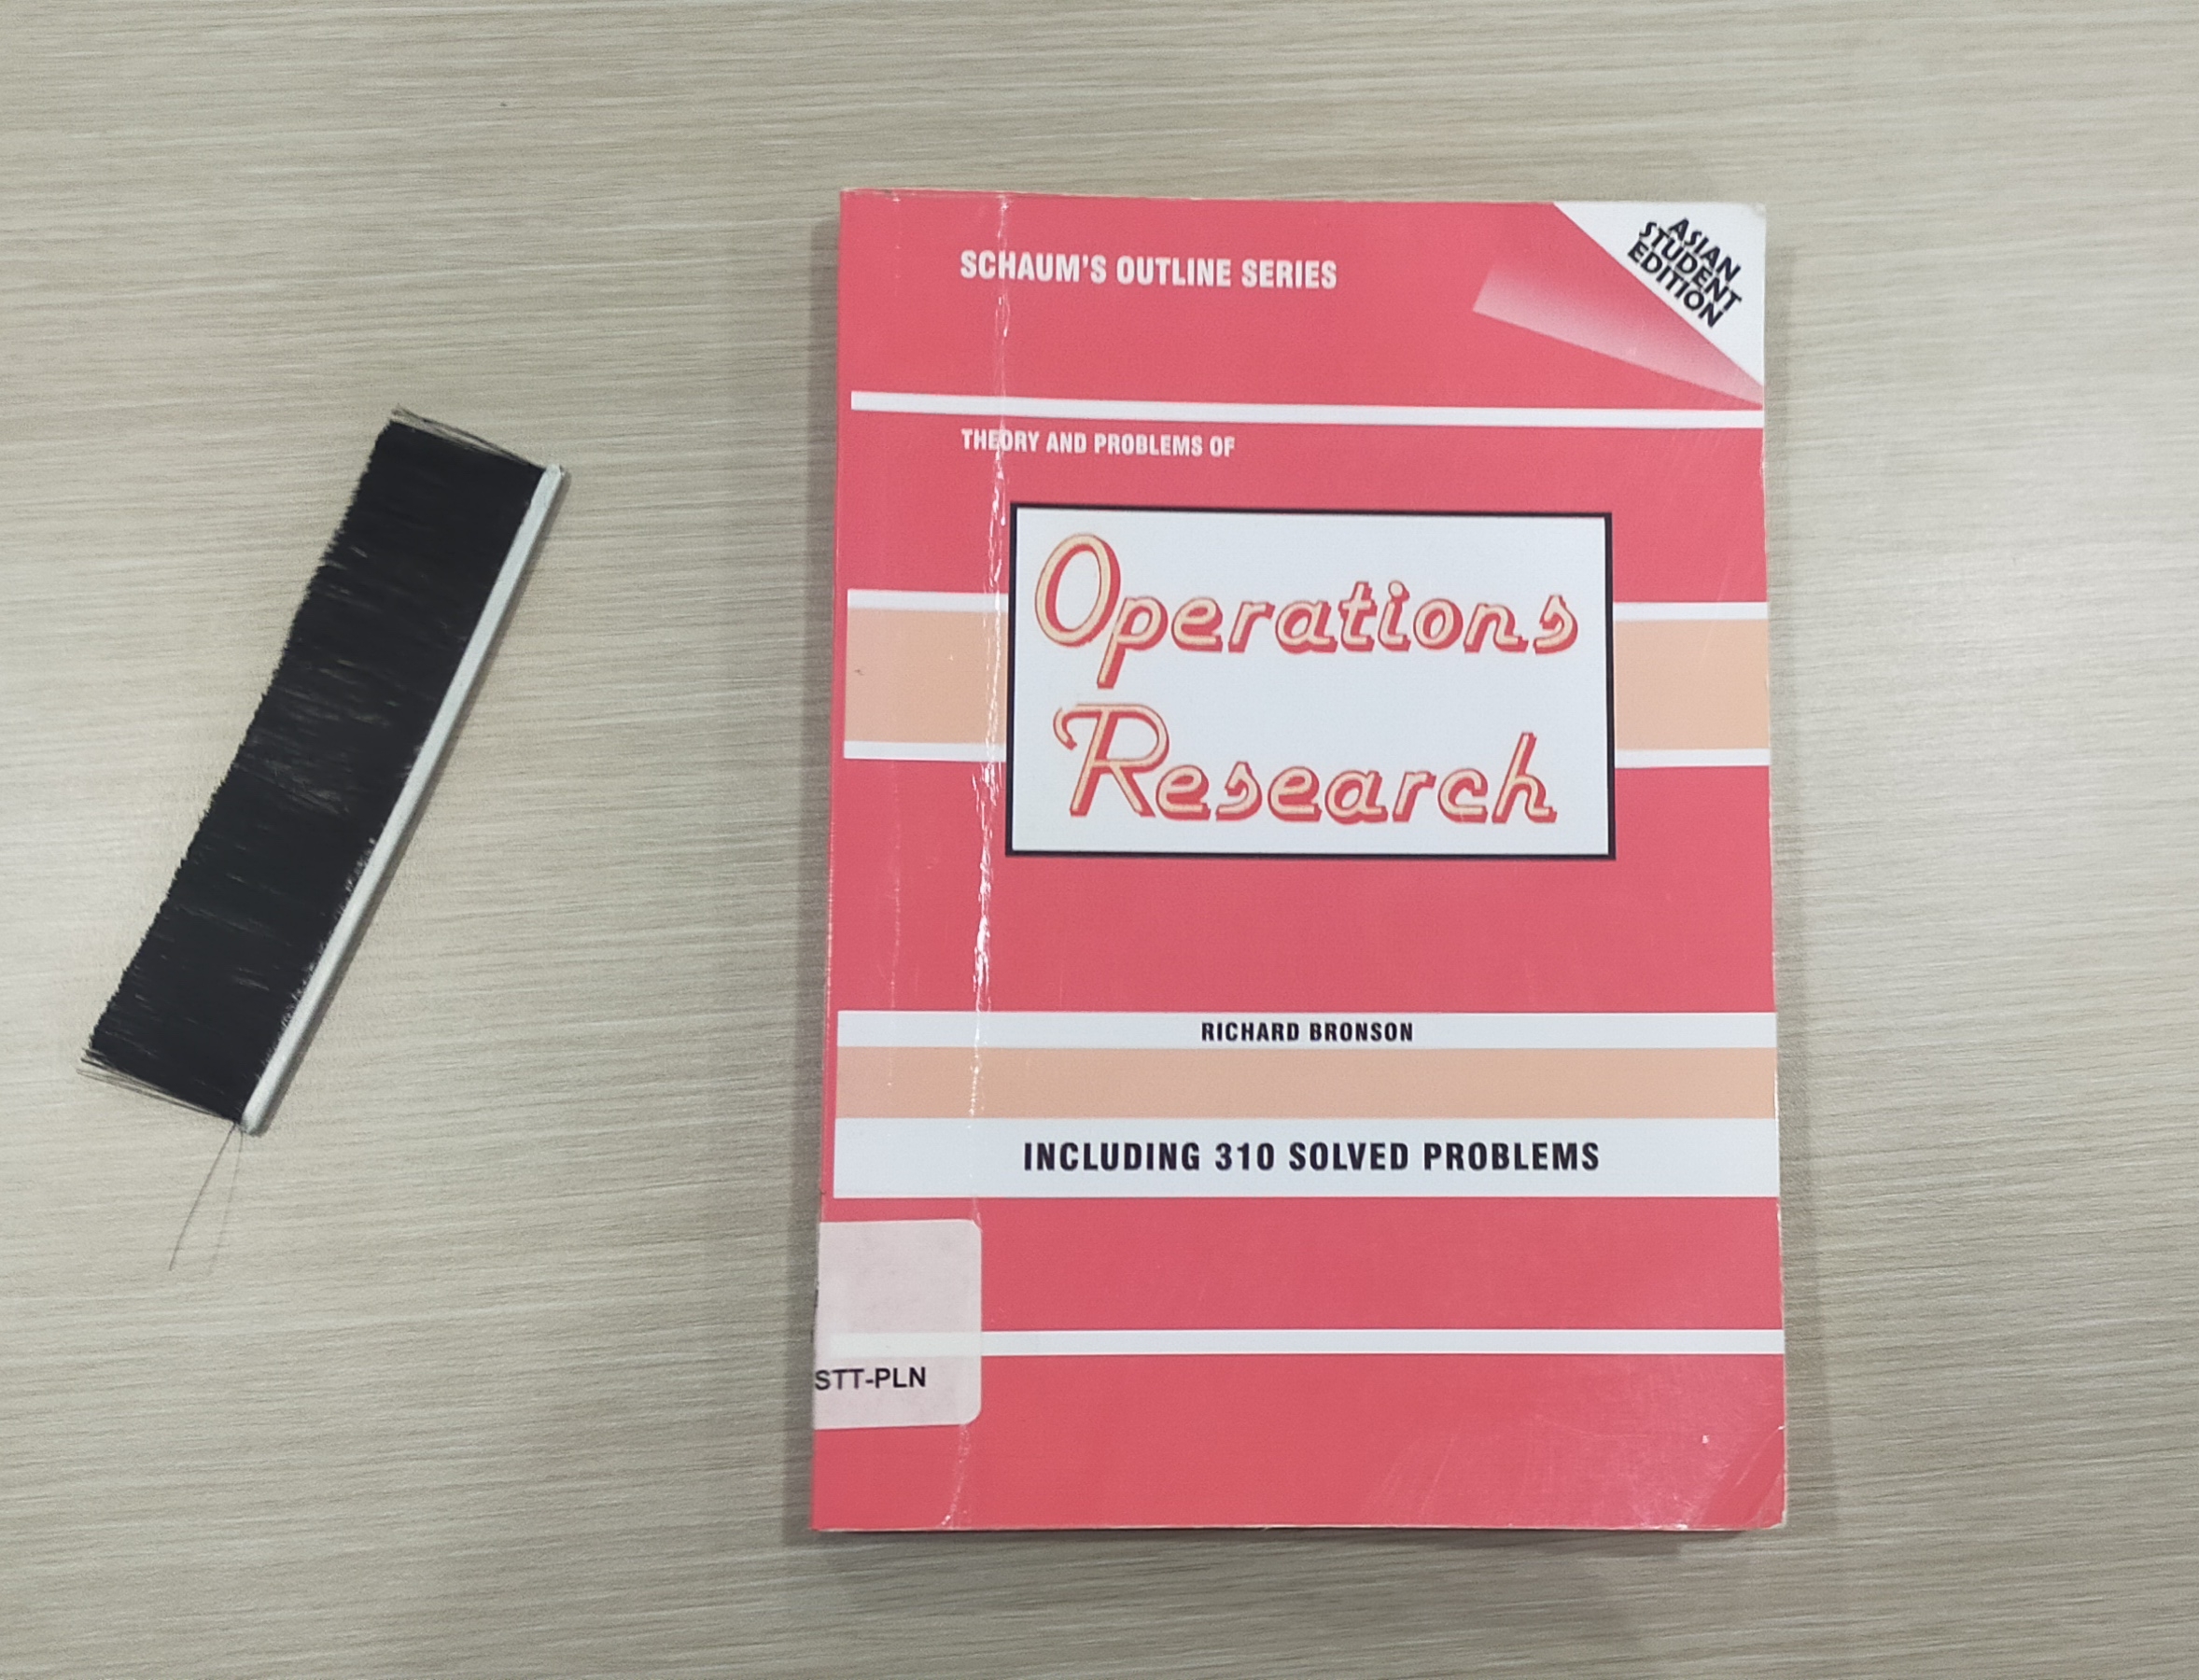 SCHAUM'S OUTLINE SERIES
ASIAN
STUDENT
EDITION
THEORY AND PROBLEMS OF
Operations
Research
RICHARD BRONSON
INCLUDING 310 SOLVED PROBLEMS
STT-PLN